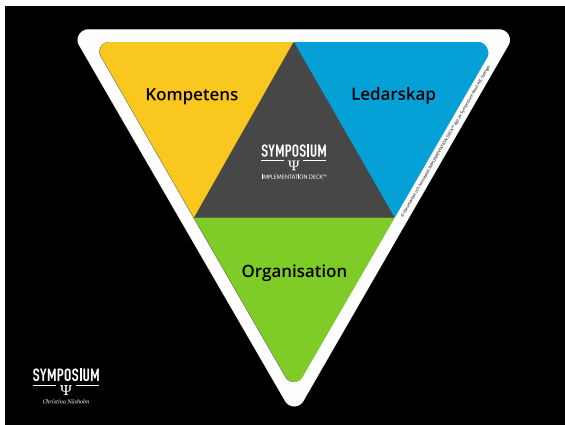 Kompetens
Ledarskap
SYMPOSIUM
Ψ
IMPLEMENTATION DECK™
Organisation
SYMPOSIUM
Ψ
Christina Näsholm